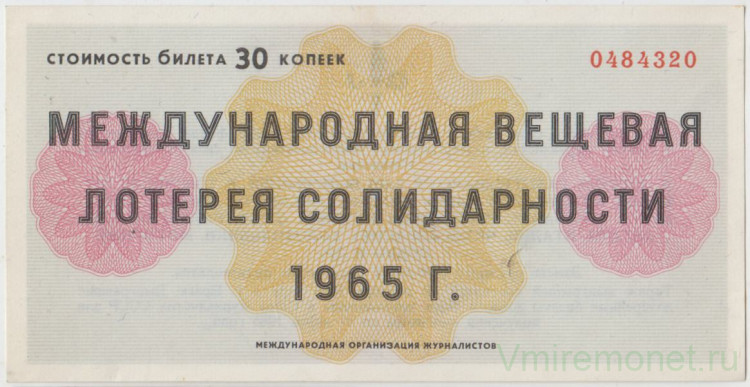 СТОИМОСТЬ БИЛЕТА 30 КОПЕЕК 0484320
МЕЖДУНАРОДНАЯ ВЕЩЕВАЯ
ЛОТЕРЕЯ СОЛИДАРНОСТИ
1965 Г.
МЕЖДУНАРОДНАЯ ОРГАНИЗАЦИЯ ЖУРНАЛИСТОВ
Vmiremonet.ru